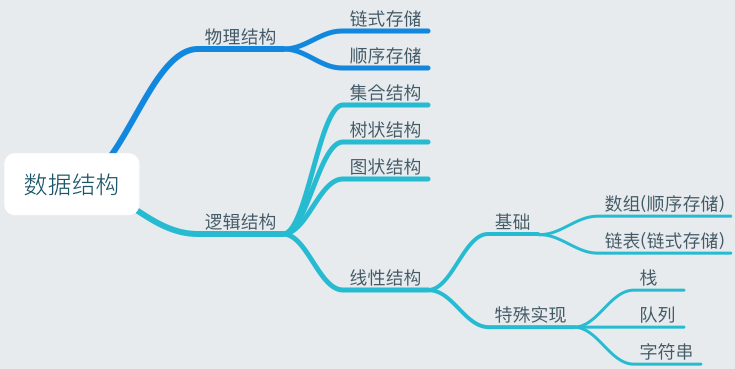 数据结构
物理结构
链式存储
顺序存储
逻辑结构
集合结构
树状结构
图状结构
线性结构
基础
数组(顺序存储)
链表(链式存储)
特殊实现
栈
队列
字符串